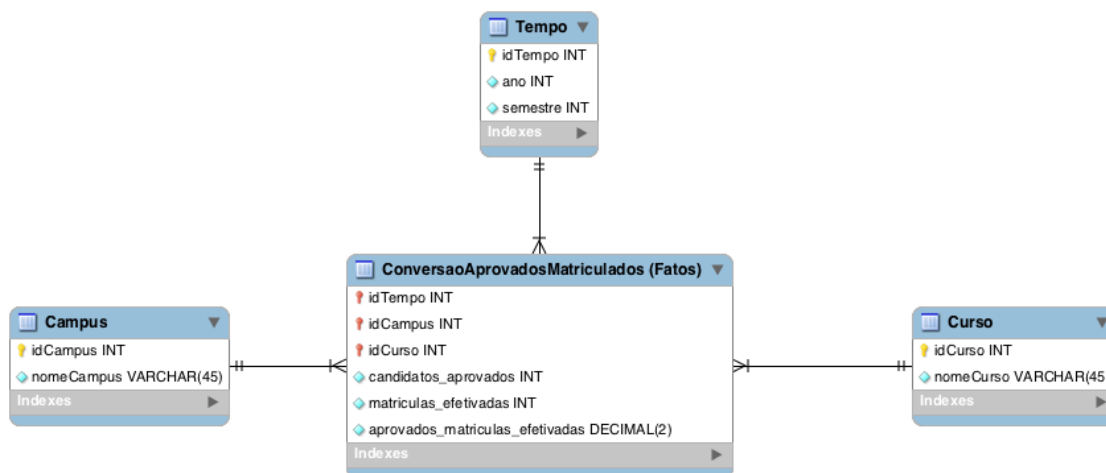 Tempo
idTempo INT
ano INT
semestre INT
Indexes
ConversaoAprovadosMatriculados (Fatos)
idTempo INT
idCampus INT
idCurso INT
candidatos_aprovados INT
matriculas_efetivadas INT
aprovados_matriculas_efetivadas DECIMAL(2)
Indexes
Campus
idCampus INT
nomeCampus VARCHAR(45)
Indexes
Curso
idCurso INT
nomeCurso VARCHAR(45
Indexes